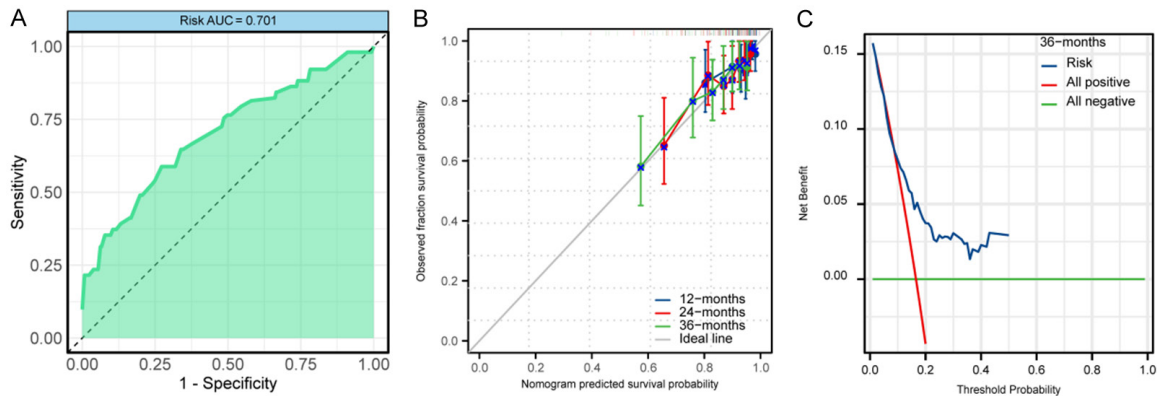 A
Risk AUC = 0.701
1.00
0.75
0.50
0.25
0.00
Sensitivity
0.00 0.25 0.50 0.75 1.00
1 - Specificity
B
1.0
0.8
0.6
0.4
0.2
0.0
Observed fraction survival probability
12-months
24-months
36-months
Ideal line
0.0 0.2 0.4 0.6 0.8 1.0
Nomogram predicted survival probability
C
36-months
Risk
All positive
All negative
0.15
0.10
0.05
0.00
Net Benefit
0.0 0.2 0.4 0.6 0.8 1.0
Threshold Probability